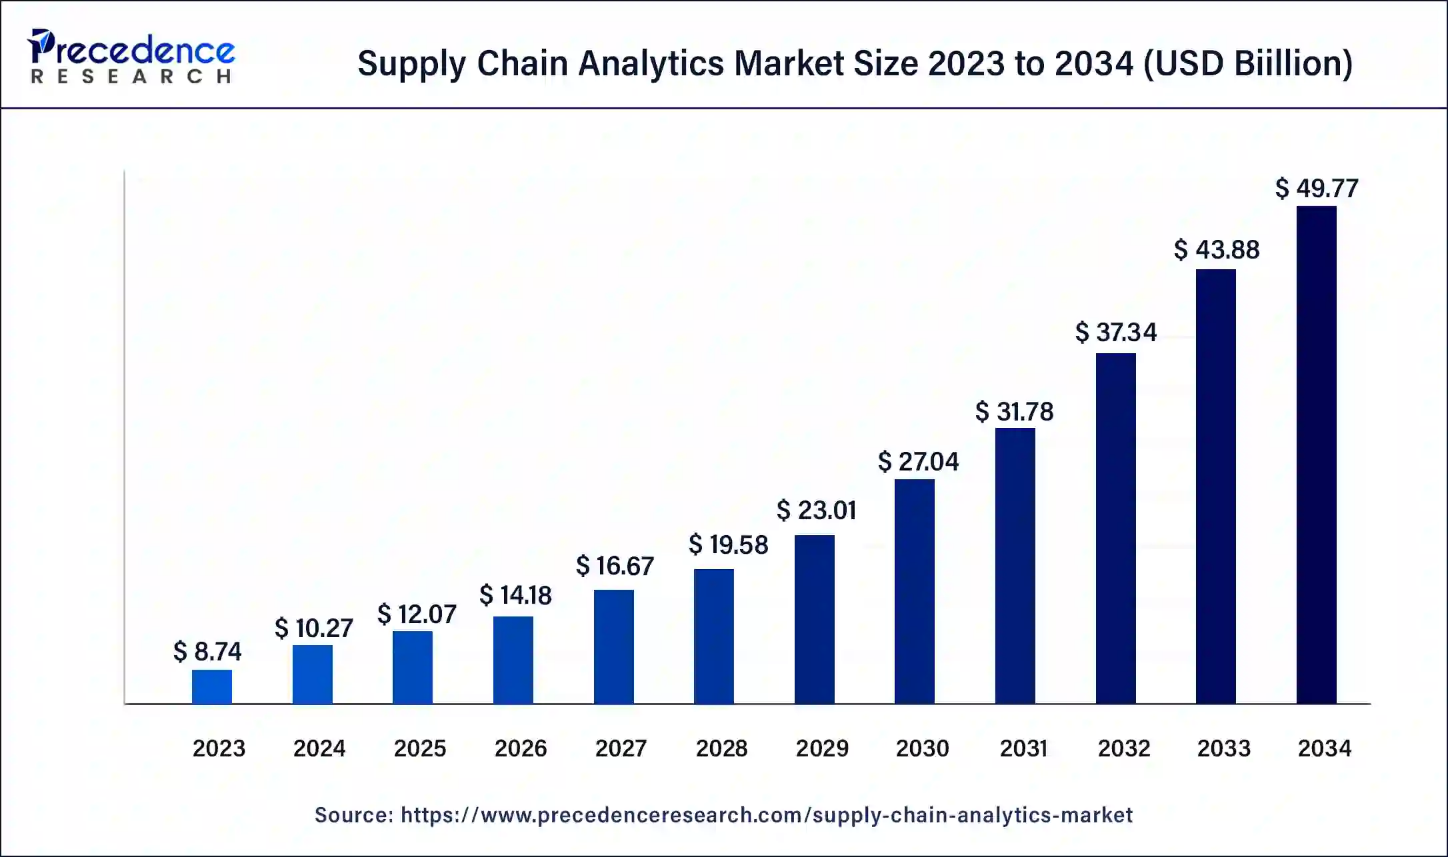 Precedence
RESEARCH
Supply Chain Analytics Market Size 2023 to 2034 (USD Biillion)
$ 8.74
$ 10.27
$ 12.07
$ 14.18
$ 16.67
$ 19.58
$ 23.01
$ 27.04
$ 31.78
$ 37.34
$ 43.88
$ 49.77
2023 2024 2025 2026 2027 2028 2029 2030 2031 2032 2033 2034
Source: https://www.precedenceresearch.com/supply-chain-analytics-market